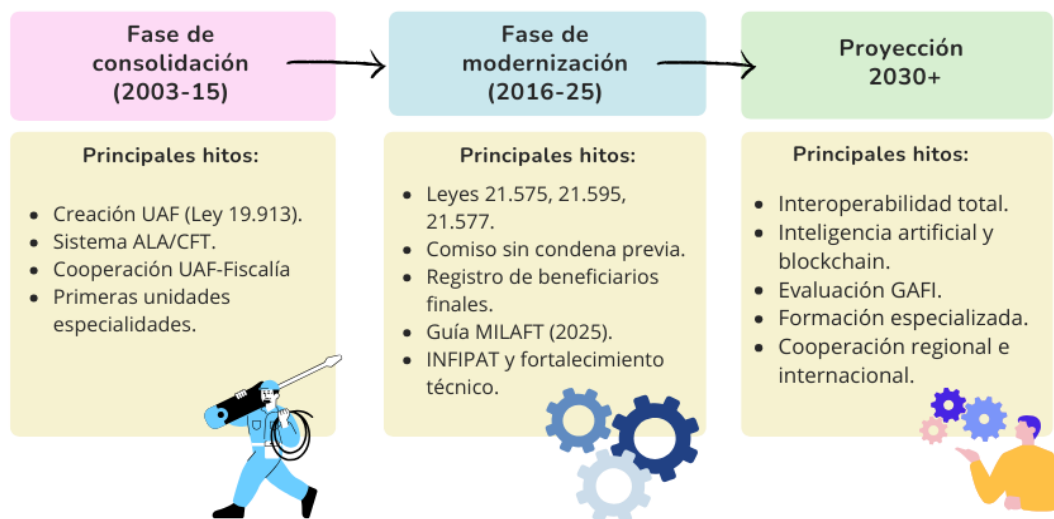 Fase de
consolidación
(2003-15)
Principales hitos:
• Creación UAF (Ley 19.913).
• Sistema ALA/CFT.
• Cooperación UAF-Fiscalía
• Primeras unidades
especialidades.
Fase de
modernización
(2016-25)
Principales hitos:
• Leyes 21.575, 21.595,
21.577.
• Comiso sin condena previa.
• Registro de beneficiarios
finales.
• Guía MILAFT (2025).
• INFIPAT y fortalecimiento
técnico.
Proyección
2030+
Principales hitos:
• Interoperabilidad total.
• Inteligencia artificial y
blockchain.
• Evaluación GAFI.
• Formación especializada.
• Cooperación regional e
internacional.